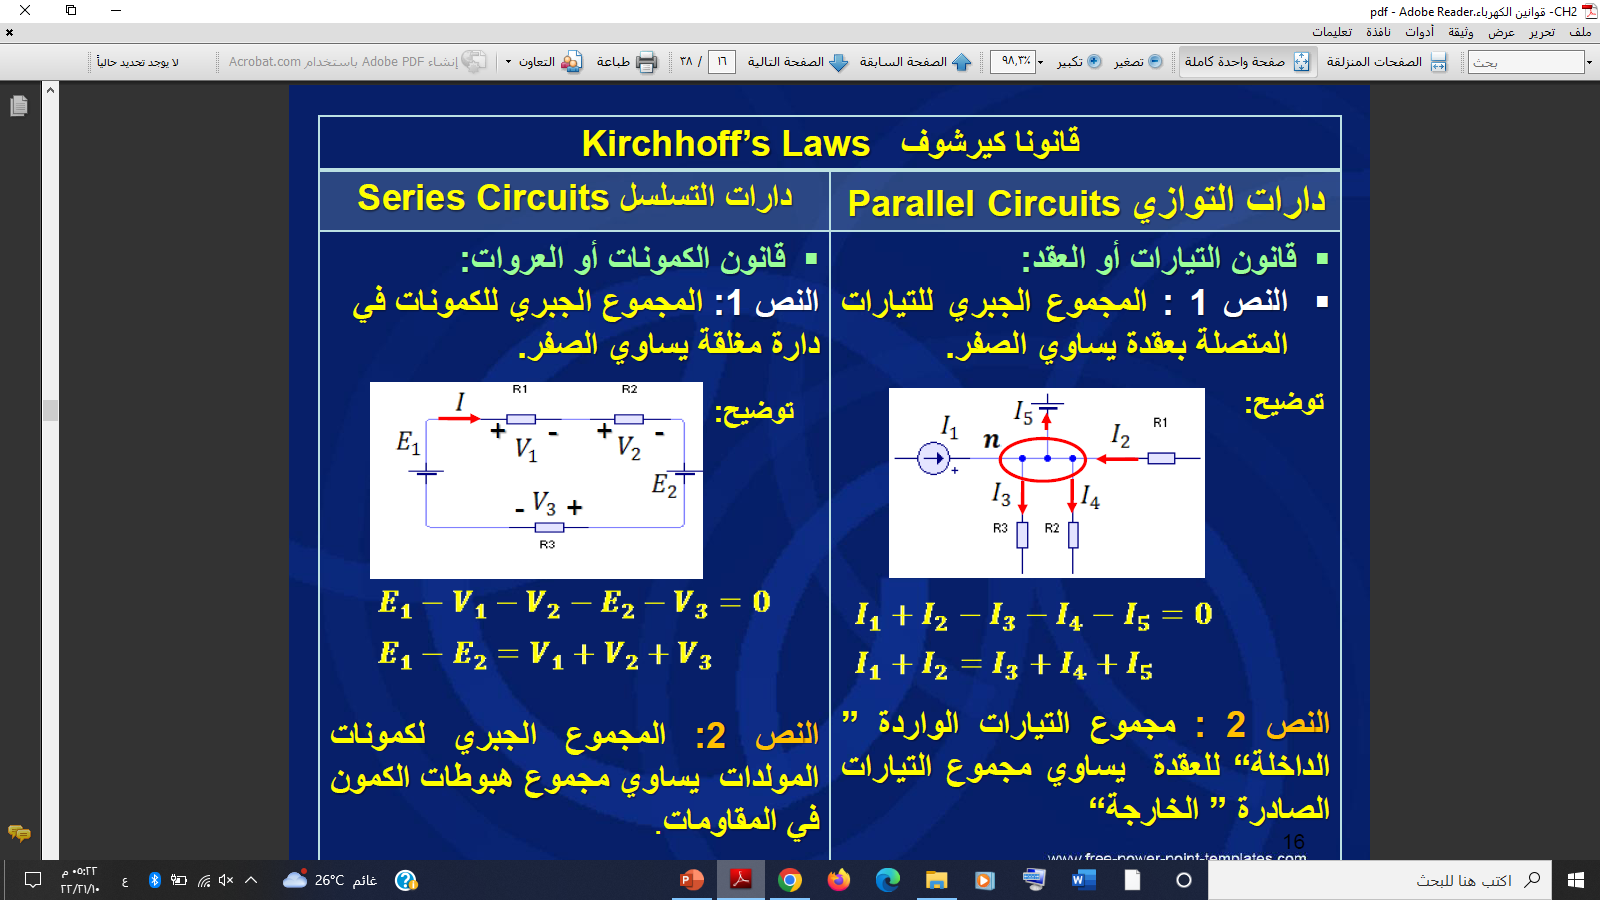 CH2- قوانين الكهرباء.pdf - Adobe Reader
ملف تحرير عرض وثيقة أدوات نافذة تعليمات
بحث
الصفحات المنزلقة
صفحة واحدة كاملة
تصغير
تكبير
٩٨,٣%
الصفحة السابقة
الصفحة التالية
١٦ / ٣٨
طباعة
التعاون
إنشاء Adobe PDF باستخدام Acrobat.com
لا يوجد تحديد حالياً
قانونا كيرشوف Kirchhoff’s Laws
دارات التوازي Parallel Circuits
▪ قانون التيارات أو العقد:
▪ النص 1 : المجموع الجبري للتيارات
المتصلة بعقدة يساوي الصفر.
توضيح:
I5
I1
n
I2
R1
+
I3
I4
R3
R2
I1 + I2 − I3 − I4 − I5 = 0
I1 + I2 = I3 + I4 + I5
النص 2 : مجموع التيارات الواردة ”
الداخلة“ للعقدة يساوي مجموع التيارات
الصادرة ” الخارجة“
دارات التسلسل Series Circuits
▪ قانون الكمونات أو العروات:
النص 1: المجموع الجبري للكمونات في
دارة مغلقة يساوي الصفر.
توضيح:
R1
R2
I
+ -
+ -
E1
V1
V2
E2
- V3 +
R3
E1 − V1 − V2 − E2 − V3 = 0
E1 − E2 = V1 + V2 + V3
النص 2: المجموع الجبري لكمونات
المولدات يساوي مجموع هبوطات الكمون
في المقاومات.
16
www.free-power-point-templates.com
اكتب هنا للبحث
26°C غائم
ع
٠٥:٢٢ م
٢٢/٢١/١٠